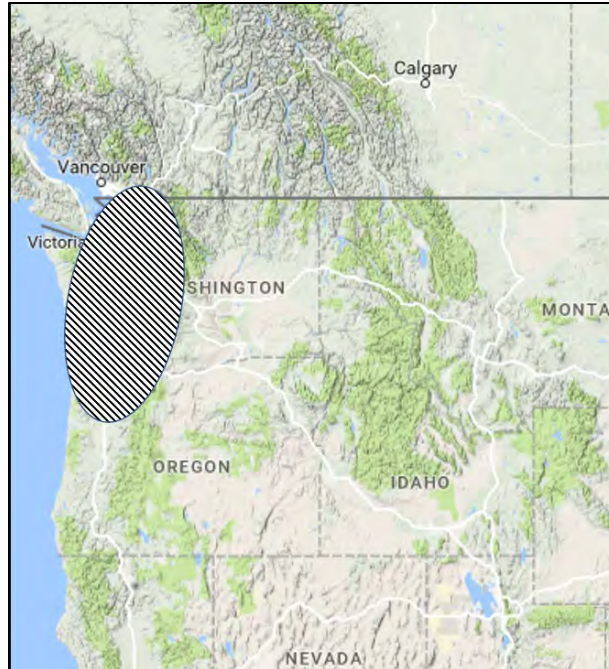 Calgary
Vancouver
Victoria
SHINGTON
MONTA
OREGON
IDAHO
NEVADA